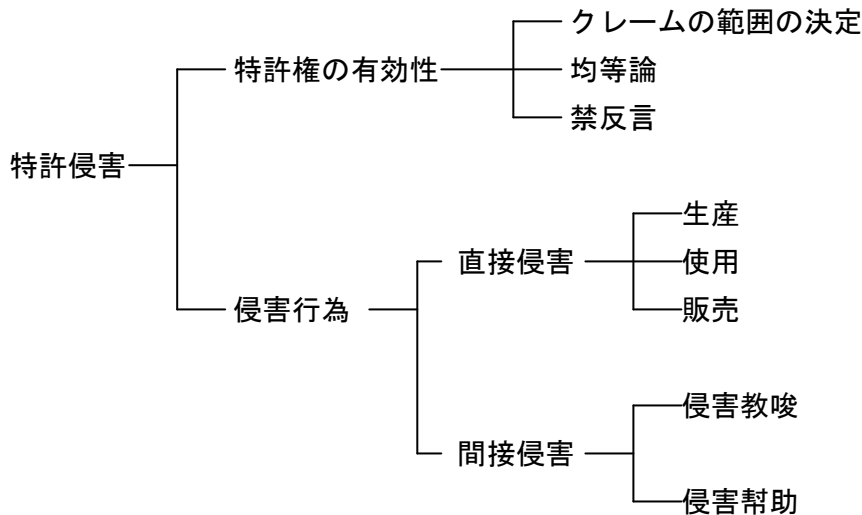 クレームの範囲の決定
特許権の有効性
均等論
禁反言
特許侵害
生産
直接侵害
使用
侵害行為
販売
侵害教唆
間接侵害
侵害幇助